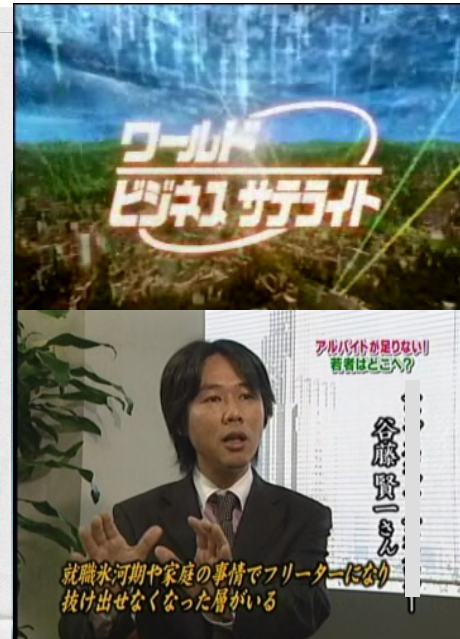 ワールド
ビジネス サテライト
アルバイトが足りない!
若者はどこへ?
谷藤賢一さん
就職氷河期や家庭の事情でフリーターになり
抜け出せなくなった層がいる